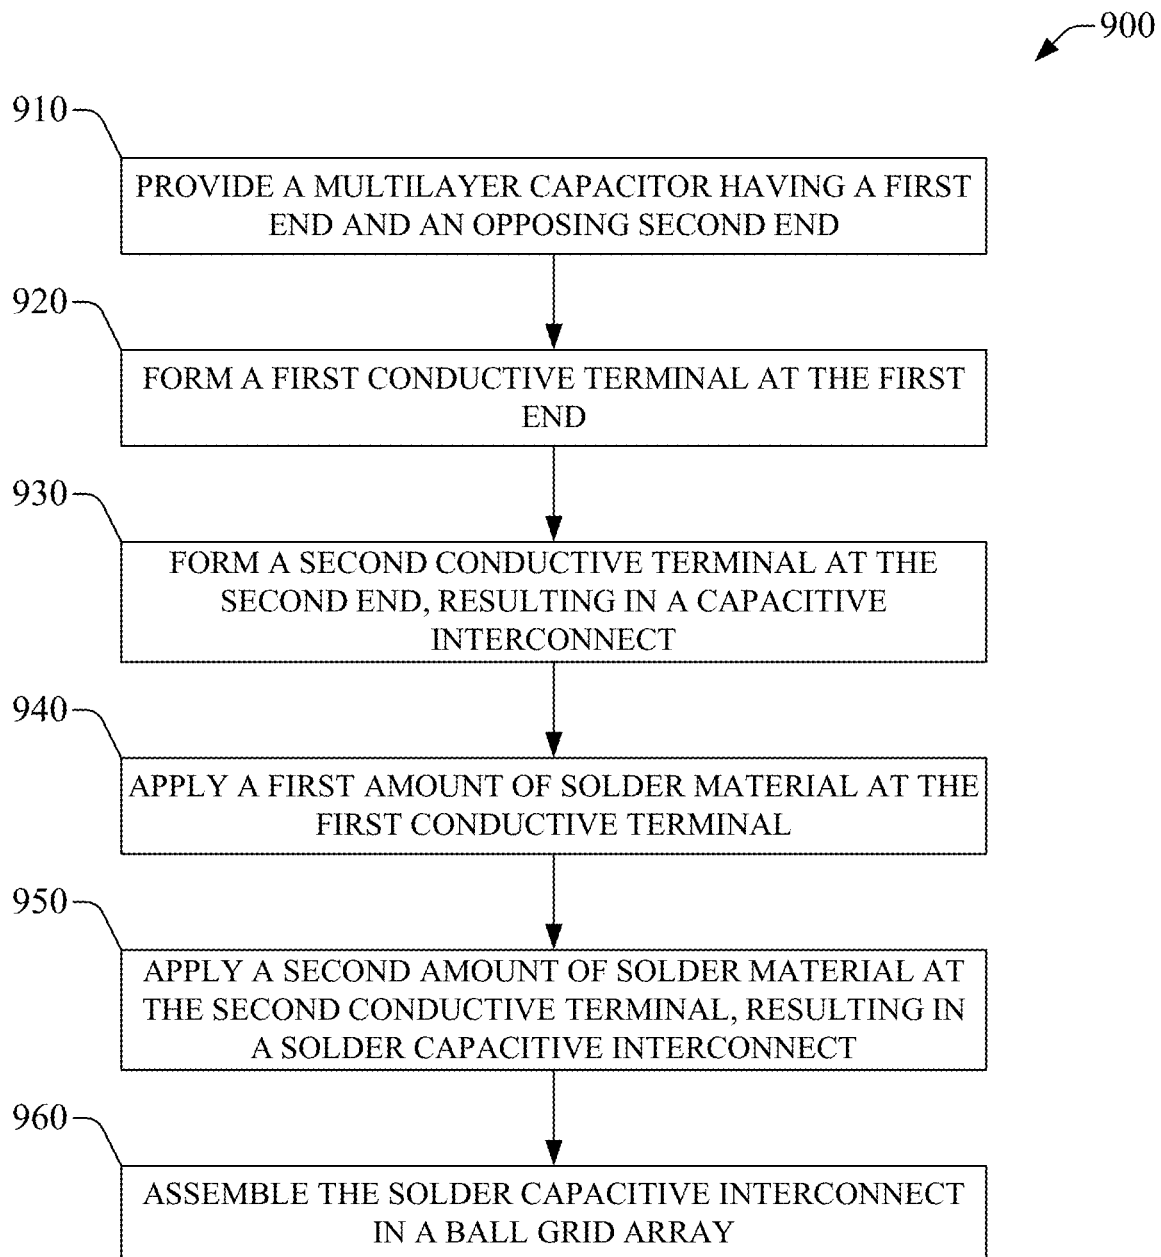 900
910
PROVIDE A MULTILAYER CAPACITOR HAVING A FIRST
END AND AN OPPOSING SECOND END
920
FORM A FIRST CONDUCTIVE TERMINAL AT THE FIRST
END
930
FORM A SECOND CONDUCTIVE TERMINAL AT THE
SECOND END, RESULTING IN A CAPACITIVE
INTERCONNECT
940
APPLY A FIRST AMOUNT OF SOLDER MATERIAL AT THE
FIRST CONDUCTIVE TERMINAL
950
APPLY A SECOND AMOUNT OF SOLDER MATERIAL AT
THE SECOND CONDUCTIVE TERMINAL, RESULTING IN
A SOLDER CAPACITIVE INTERCONNECT
960
ASSEMBLE THE SOLDER CAPACITIVE INTERCONNECT
IN A BALL GRID ARRAY